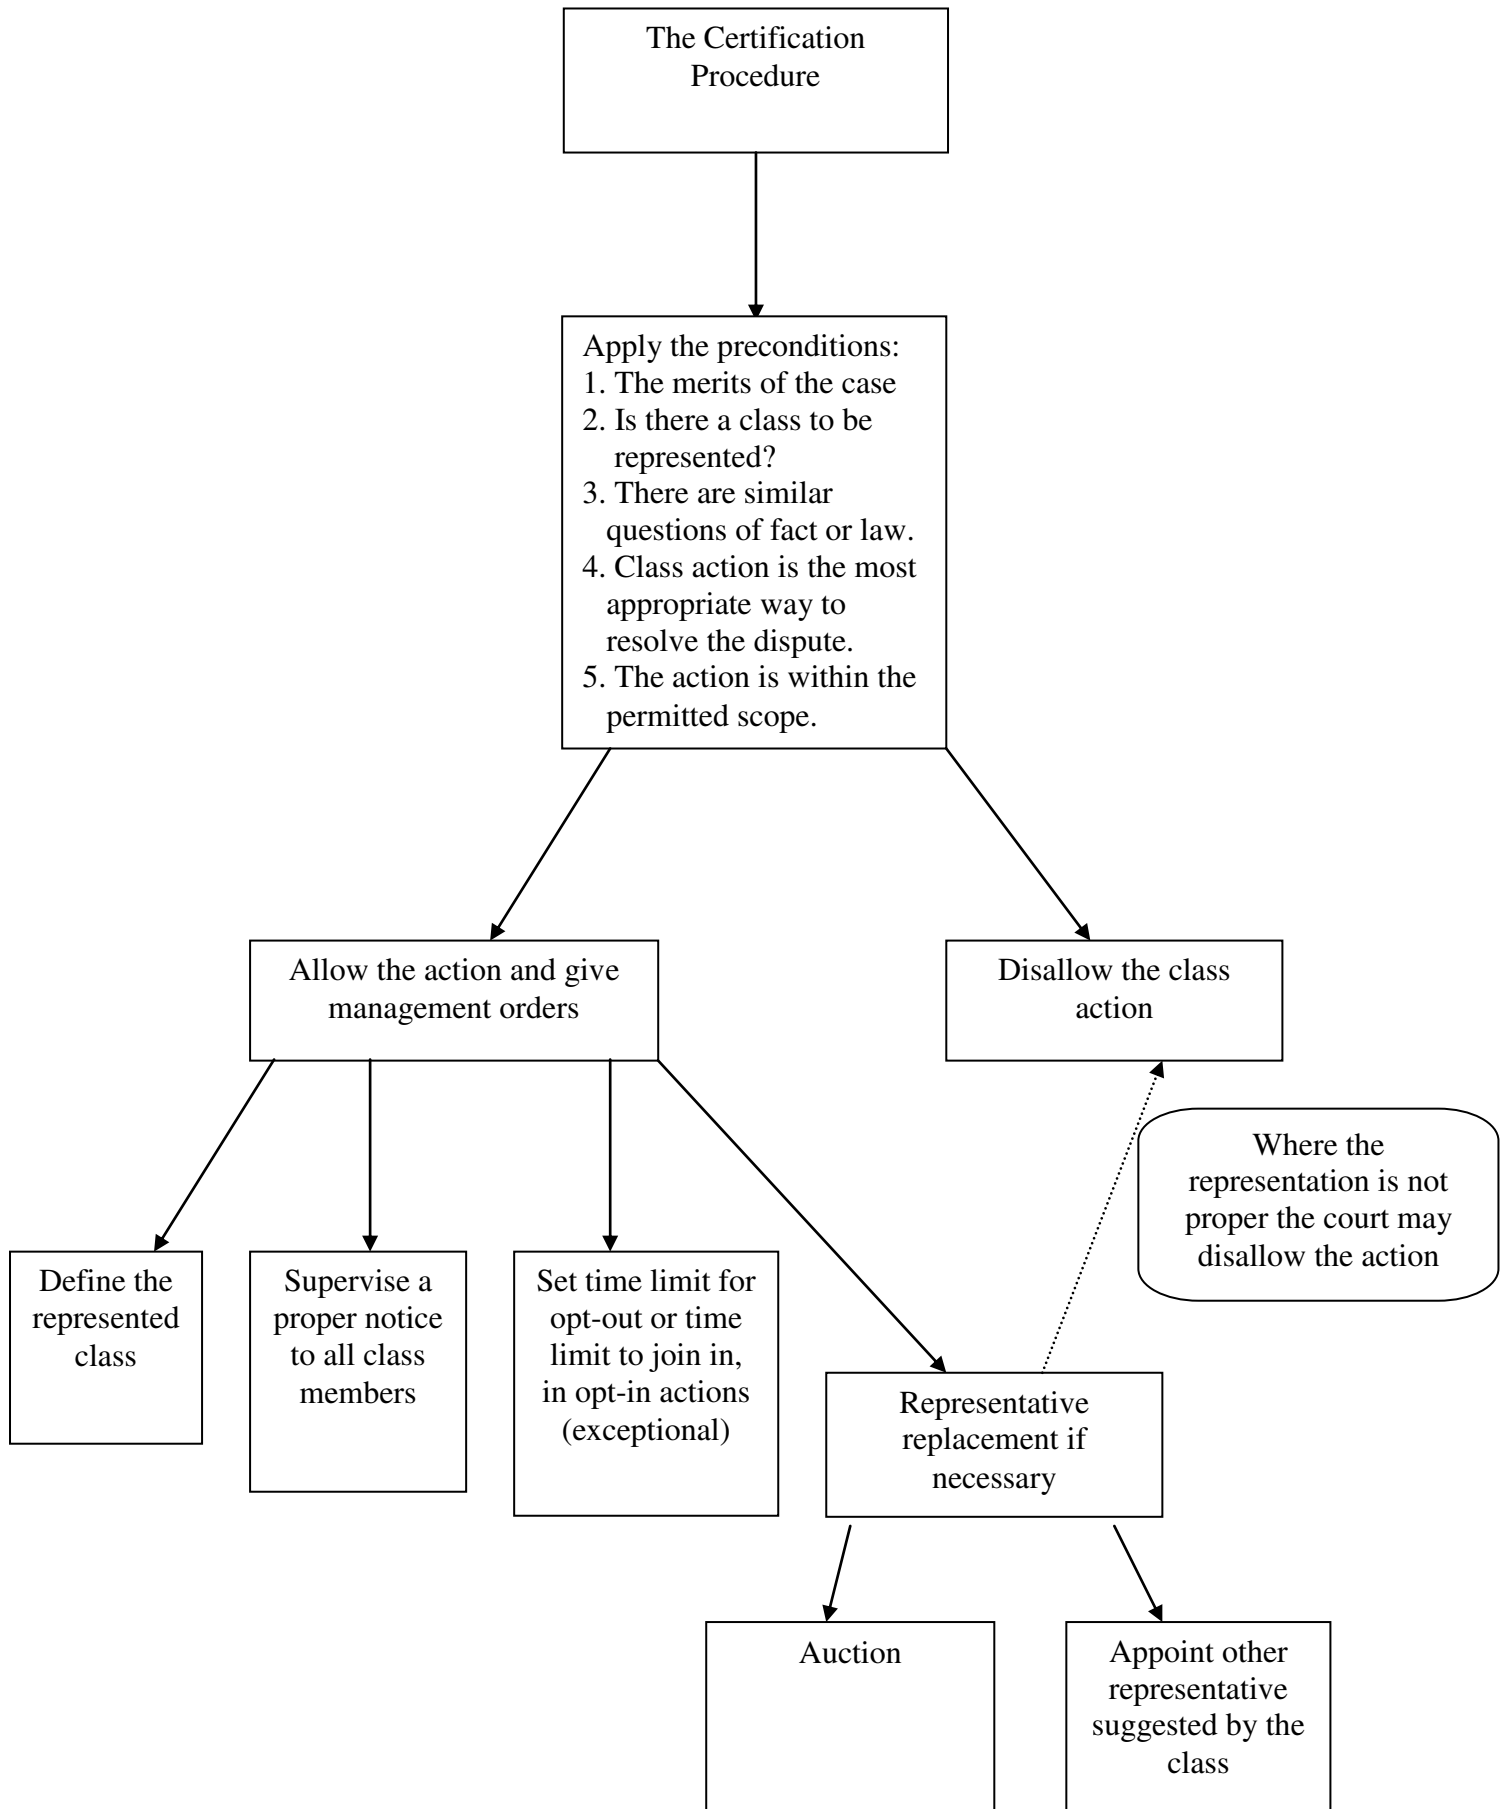 The Certification
Procedure
Apply the preconditions:
1. The merits of the case
2. Is there a class to be
represented?
3. There are similar
questions of fact or law.
4. Class action is the most
appropriate way to
resolve the dispute.
5. The action is within the
permitted scope.
Allow the action and give
management orders
Disallow the class
action
Where the
representation is not
proper the court may
disallow the action
Define the
represented
class
Supervise a
proper notice
to all class
members
Set time limit for
opt-out or time
limit to join in,
in opt-in actions
(exceptional)
Representative
replacement if
necessary
Auction
Appoint other
representative
suggested by the
class